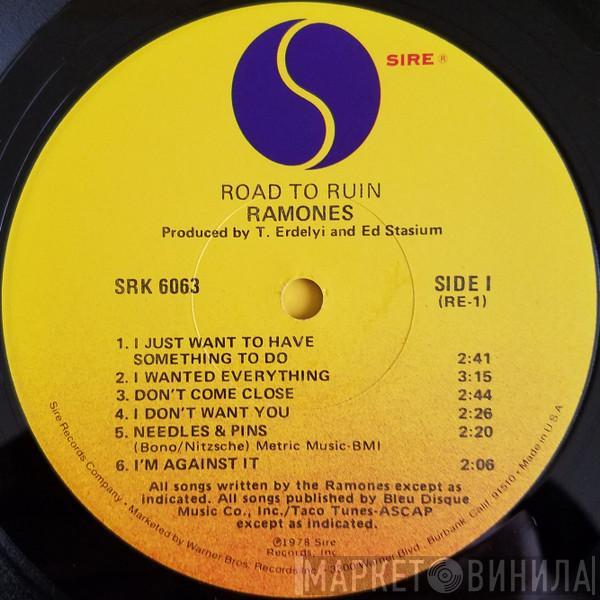 SIRE ®
ROAD TO RUIN
RAMONES
Produced by T. Erdelyi and Ed Stasium
SRK 6063
SIDE I
(RE-1)
1. I JUST WANT TO HAVE
SOMETHING TO DO 2:41
2. I WANTED EVERYTHING 3:15
3. DON'T COME CLOSE 2:44
4. I DON'T WANT YOU 2:26
5. NEEDLES & PINS 2:20
(Bono/Nitzsche) Metric Music-BMI
6. I'M AGAINST IT 2:06
All songs written by the Ramones except as
indicated. All songs published by Bleu Disque
Music Co., Inc./Taco Tunes-ASCAP
except as indicated.
℗1978 Sire
Records, Inc.
Sire Records Company • Marketed by Warner Bros. Records Inc. • 3300 Warner Blvd., Burbank, Calif. 91510 • Made in U.S.A.
МАРКЕТ ВИНИЛА